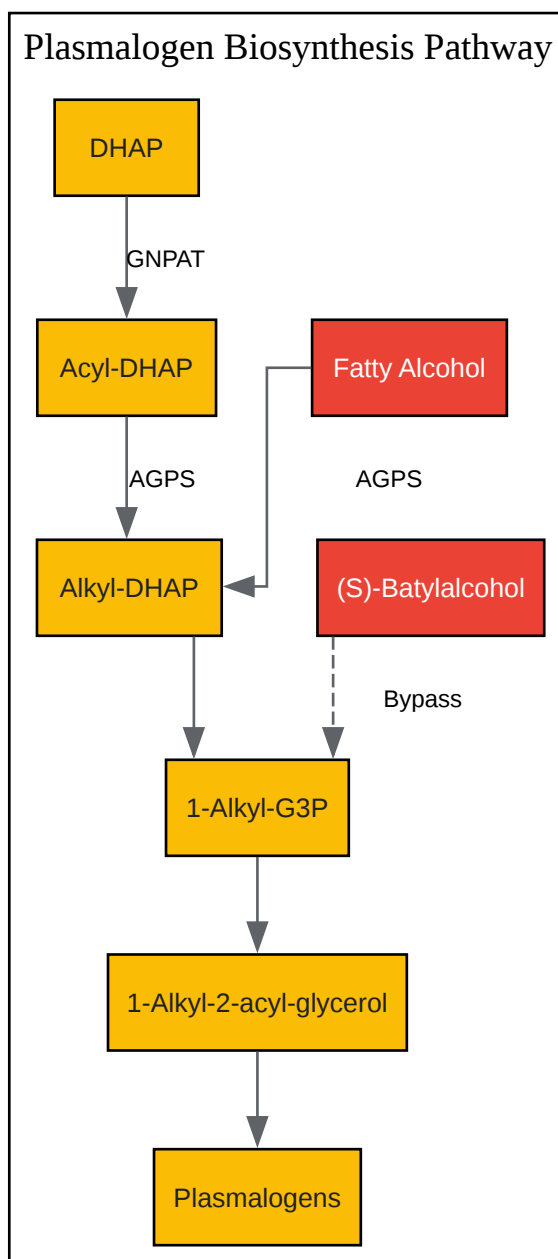 Plasmalogen Biosynthesis Pathway
DHAP
GNPAT
Acyl-DHAP
Fatty Alcohol
AGPS
AGPS
Alkyl-DHAP
(S)-Batylalcohol
Bypass
1-Alkyl-G3P
1-Alkyl-2-acyl-glycerol
Plasmalogens